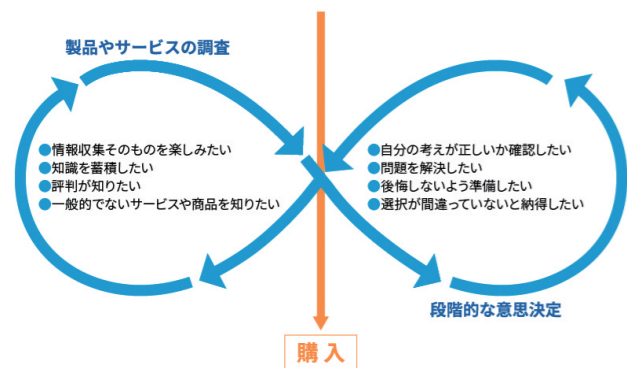 製品やサービスの調査
●情報収集そのものを楽しみたい
●知識を蓄積したい
●評判が知りたい
●一般的でないサービスや商品を知りたい
●自分の考えが正しいか確認したい
●問題を解決したい
●後悔しないよう準備したい
●選択が間違っていないと納得したい
段階的な意思決定
購入